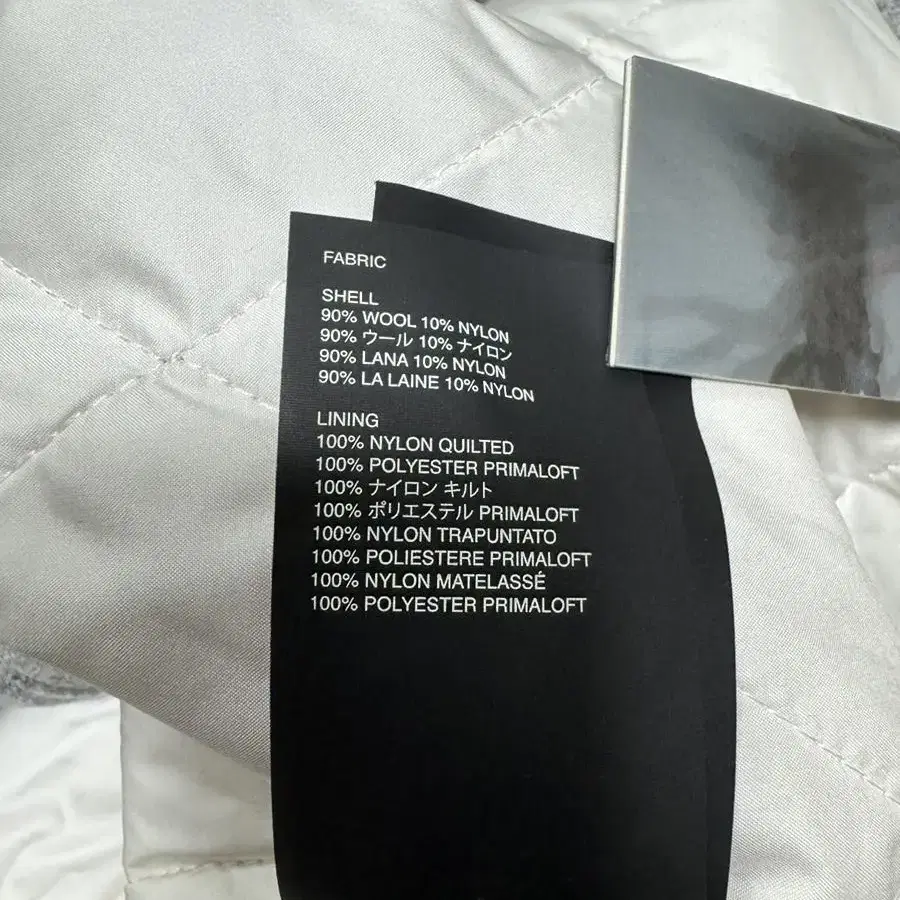 FABRIC
SHELL
90% WOOL 10% NYLON
90% ウール 10% ナイロン
90% LANA 10% NYLON
90% LA LAINE 10% NYLON
LINING
100% NYLON QUILTED
100% POLYESTER PRIMALOFT
100% ナイロン キルト
100% ポリエステル PRIMALOFT
100% NYLON TRAPUNTATO
100% POLIESTERE PRIMALOFT
100% NYLON MATELASSÉ
100% POLYESTER PRIMALOFT